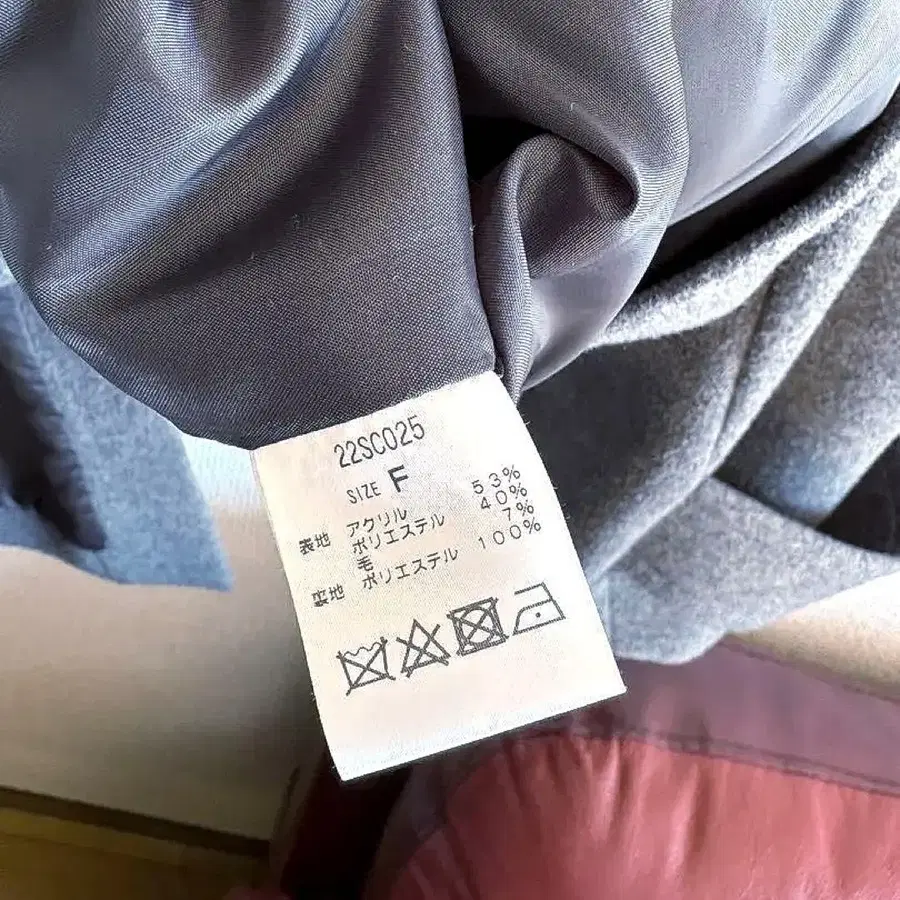 22SC025
SIZE F
表地 アクリル 53%
ポリエステル 40%
毛 7%
裏地 ポリエステル 100%